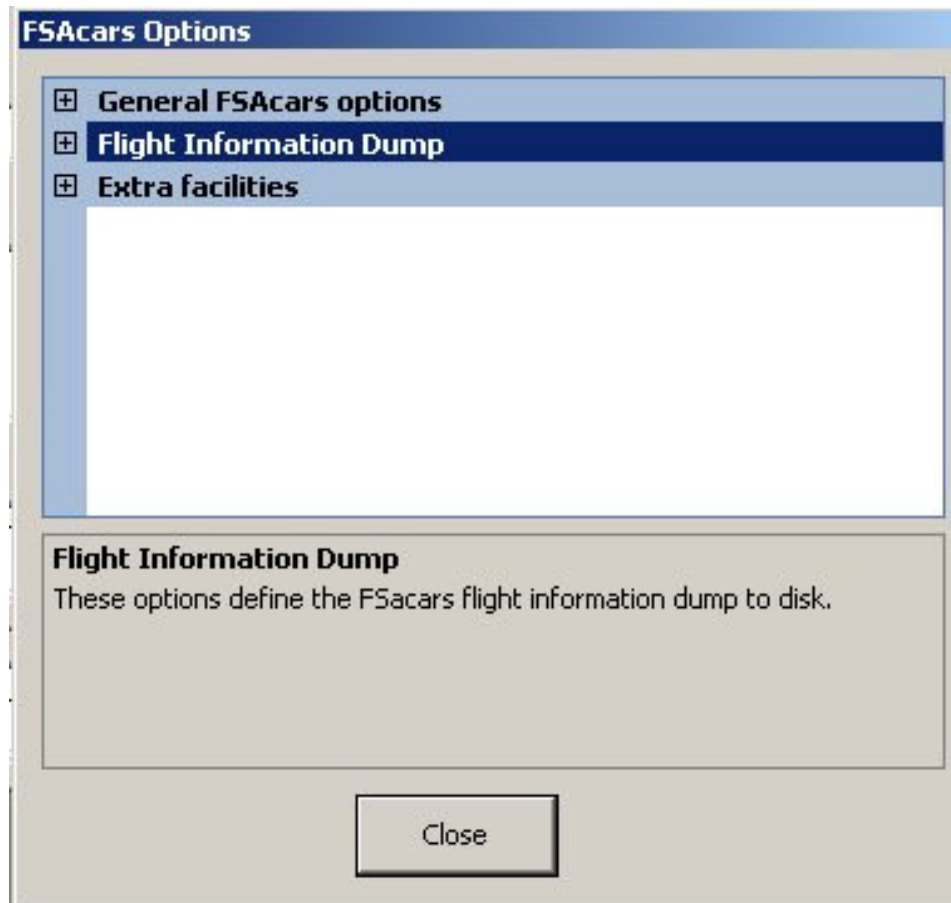 FSAcars Options
General FSAcars options
Flight Information Dump
Extra facilities
Flight Information Dump
These options define the FSacars flight information dump to disk.
Close